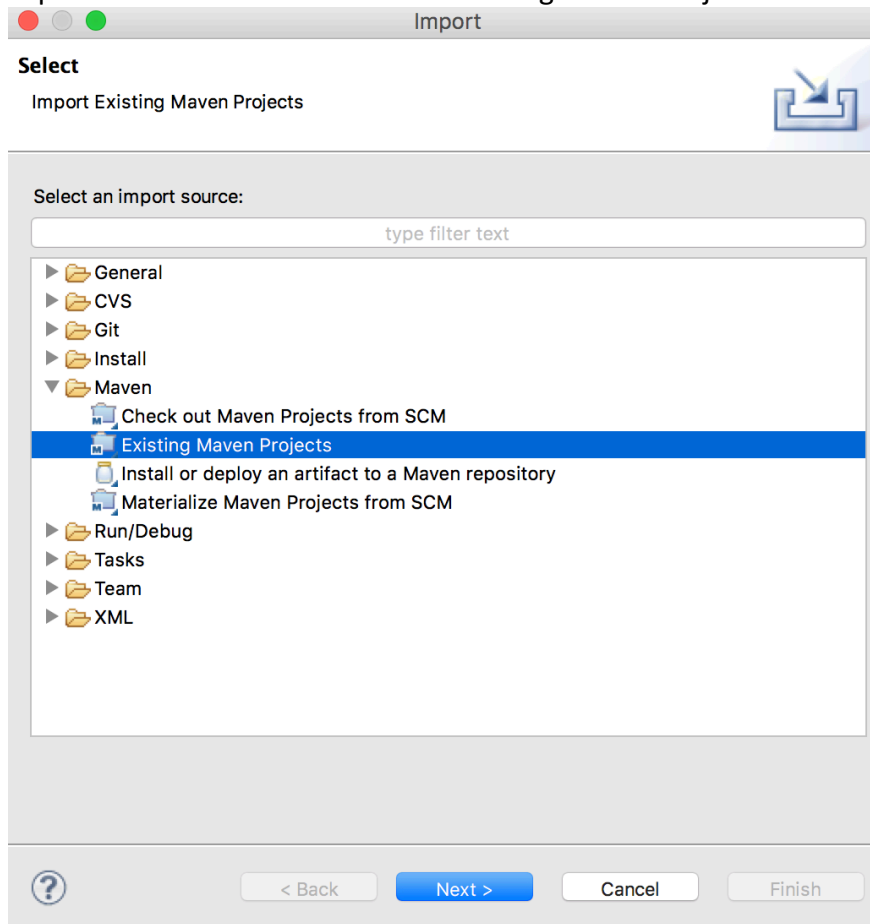 Import
Select
Import Existing Maven Projects
Select an import source:
type filter text
General
CVS
Git
Install
Maven
Check out Maven Projects from SCM
Existing Maven Projects
Install or deploy an artifact to a Maven repository
Materialize Maven Projects from SCM
Run/Debug
Tasks
Team
XML
?
< Back
Next >
Cancel
Finish